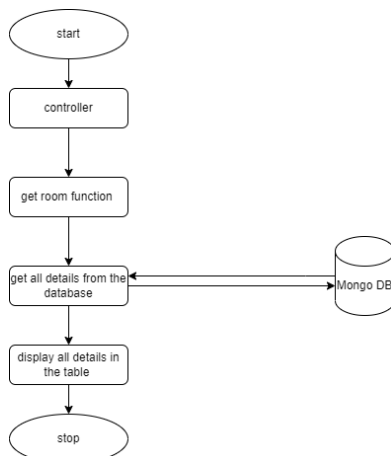 start
controller
get room function
get all details from the
database
Mongo DB
display all details in
the table
stop